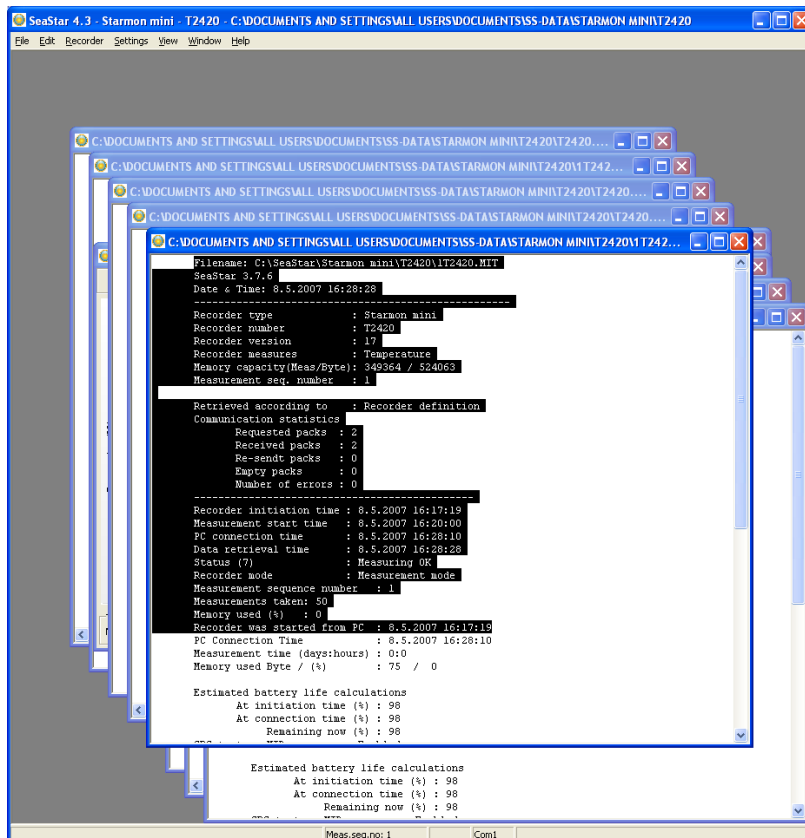 SeaStar 4.3 - Starmon mini - T2420 - C:\DOCUMENTS AND SETTINGS\ALL USERS\DOCUMENTS\SS-DATA\STARMON MINI\T2420
File Edit Recorder Settings View Window Help
C:\DOCUMENTS AND SETTINGS\ALL USERS\DOCUMENTS\SS-DATA\STARMON MINI\T2420\T2420....
C:\DOCUMENTS AND SETTINGS\ALL USERS\DOCUMENTS\SS-DATA\STARMON MINI\T2420\1T242...
C:\DOCUMENTS AND SETTINGS\ALL USERS\DOCUMENTS\SS-DATA\STARMON MINI\T2420\T2420....
C:\DOCUMENTS AND SETTINGS\ALL USERS\DOCUMENTS\SS-DATA\STARMON MINI\T2420\T2420....
C:\DOCUMENTS AND SETTINGS\ALL USERS\DOCUMENTS\SS-DATA\STARMON MINI\T2420\1T242...
Filename: C:\SeaStar\Starmon mini\T2420\1T2420.MIT
SeaStar 3.7.6
Date & Time: 8.5.2007 16:28:28
----------------------------------------------------
Recorder type : Starmon mini
Recorder number : T2420
Recorder version : 17
Recorder measures : Temperature
Memory capacity(Meas/Byte): 349364 / 524063
Measurement seq. number : 1
Retrieved according to : Recorder definition
Communication statistics
Requested packs : 2
Received packs : 2
Re-sendt packs : 0
Empty packs : 0
Number of errors : 0
----------------------------------------------
Recorder initiation time : 8.5.2007 16:17:19
Measurement start time : 8.5.2007 16:20:00
PC connection time : 8.5.2007 16:28:10
Data retrieval time : 8.5.2007 16:28:28
Status (7) : Measuring OK
Recorder mode : Measurement mode
Measurement sequence number : 1
Measurements taken: 50
Memory used (%) : 0
Recorder was started from PC : 8.5.2007 16:17:19
PC Connection Time : 8.5.2007 16:28:10
Measurement time (days:hours) : 0:0
Memory used Byte / (%) : 75 / 0
Estimated battery life calculations
At initiation time (%) : 98
At connection time (%) : 98
Remaining now (%) : 98
Estimated battery life calculations
At initiation time (%) : 98
At connection time (%) : 98
Remaining now (%) : 98
Meas.seq.no: 1 Com1